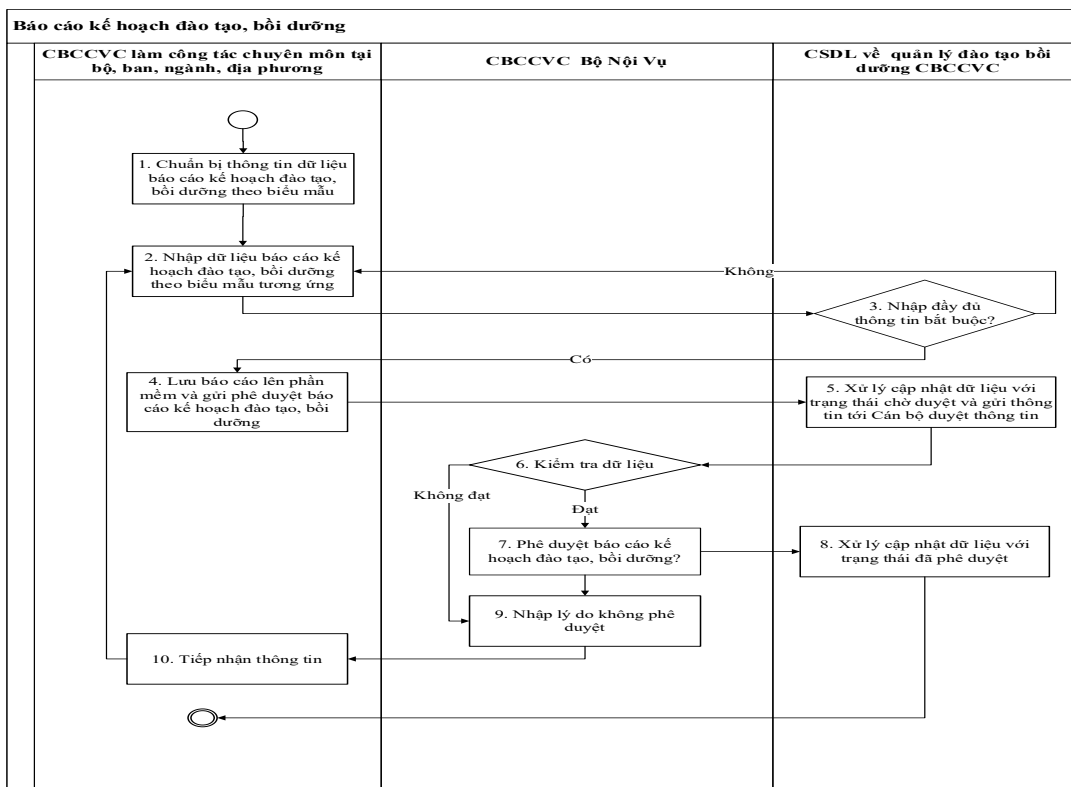 Báo cáo kế hoạch đào tạo, bồi dưỡng
CBCCVC làm công tác chuyên môn tại
bộ, ban, ngành, địa phương
CBCCVC Bộ Nội Vụ
CSDL về quản lý đào tạo bồi
dưỡng CBCCVC
1. Chuẩn bị thông tin dữ liệu
báo cáo kế hoạch đào tạo,
bồi dưỡng theo biểu mẫu
2. Nhập dữ liệu báo cáo kế
hoạch đào tạo, bồi dưỡng
theo biểu mẫu tương ứng
Không
3. Nhập đầy đủ
thông tin bắt buộc?
Có
4. Lưu báo cáo lên phần
mềm và gửi phê duyệt báo
cáo kế hoạch đào tạo, bồi
dưỡng
5. Xử lý cập nhật dữ liệu với
trạng thái chờ duyệt và gửi thông
tin tới Cán bộ duyệt thông tin
6. Kiểm tra dữ liệu
Không đạt
Đạt
7. Phê duyệt báo cáo kế
hoạch đào tạo, bồi dưỡng?
8. Xử lý cập nhật dữ liệu với
trạng thái đã phê duyệt
9. Nhập lý do không phê
duyệt
10. Tiếp nhận thông tin